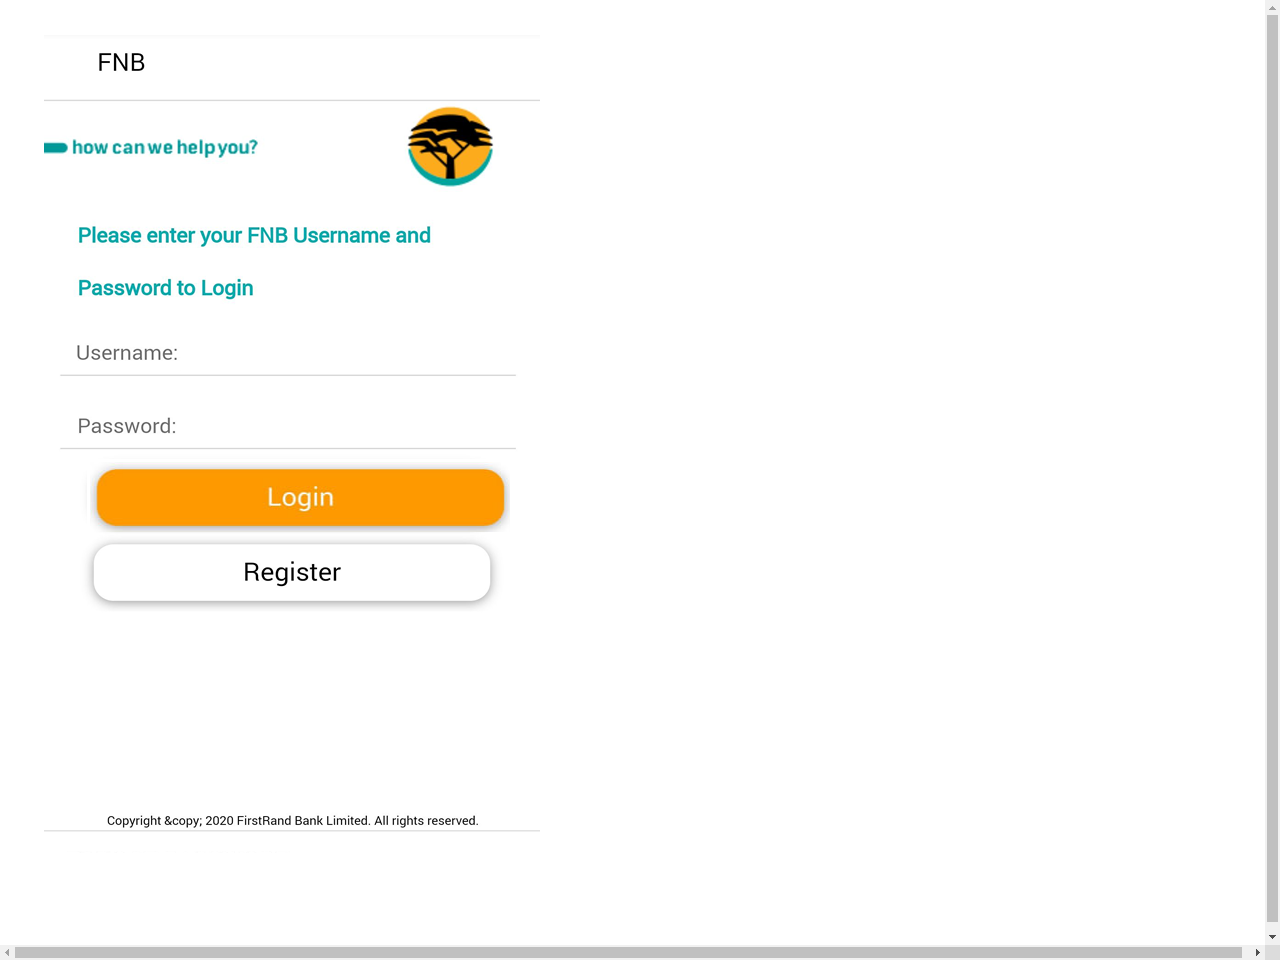 FNB
how can we help you?
Please enter your FNB Username and
Password to Login
Username:
Password:
Login
Register
Copyright &copy; 2020 FirstRand Bank Limited. All rights reserved.